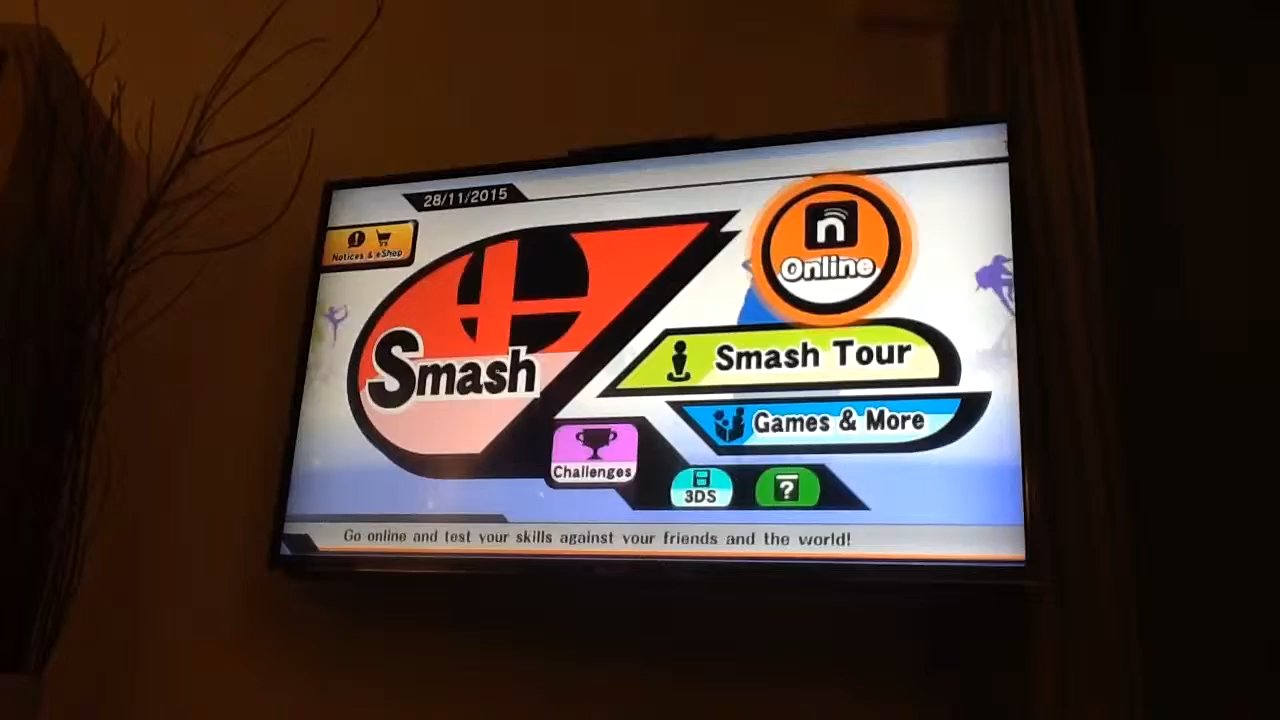 28/11/2015
Notices & eShop
n
Online
Smash
Smash Tour
Games & More
Challenges
3DS
?
Go online and test your skills against your friends and the world!